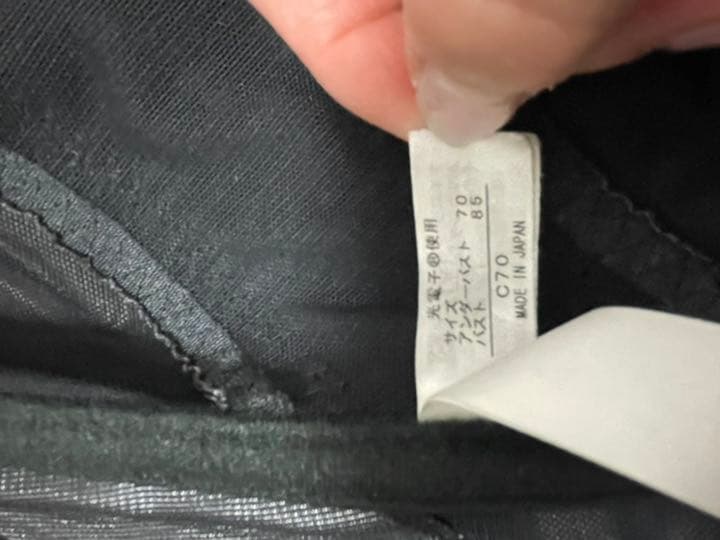 光電子®使用
サイズ
アンダーバスト 70
バスト 85
C70
MADE IN JAPAN